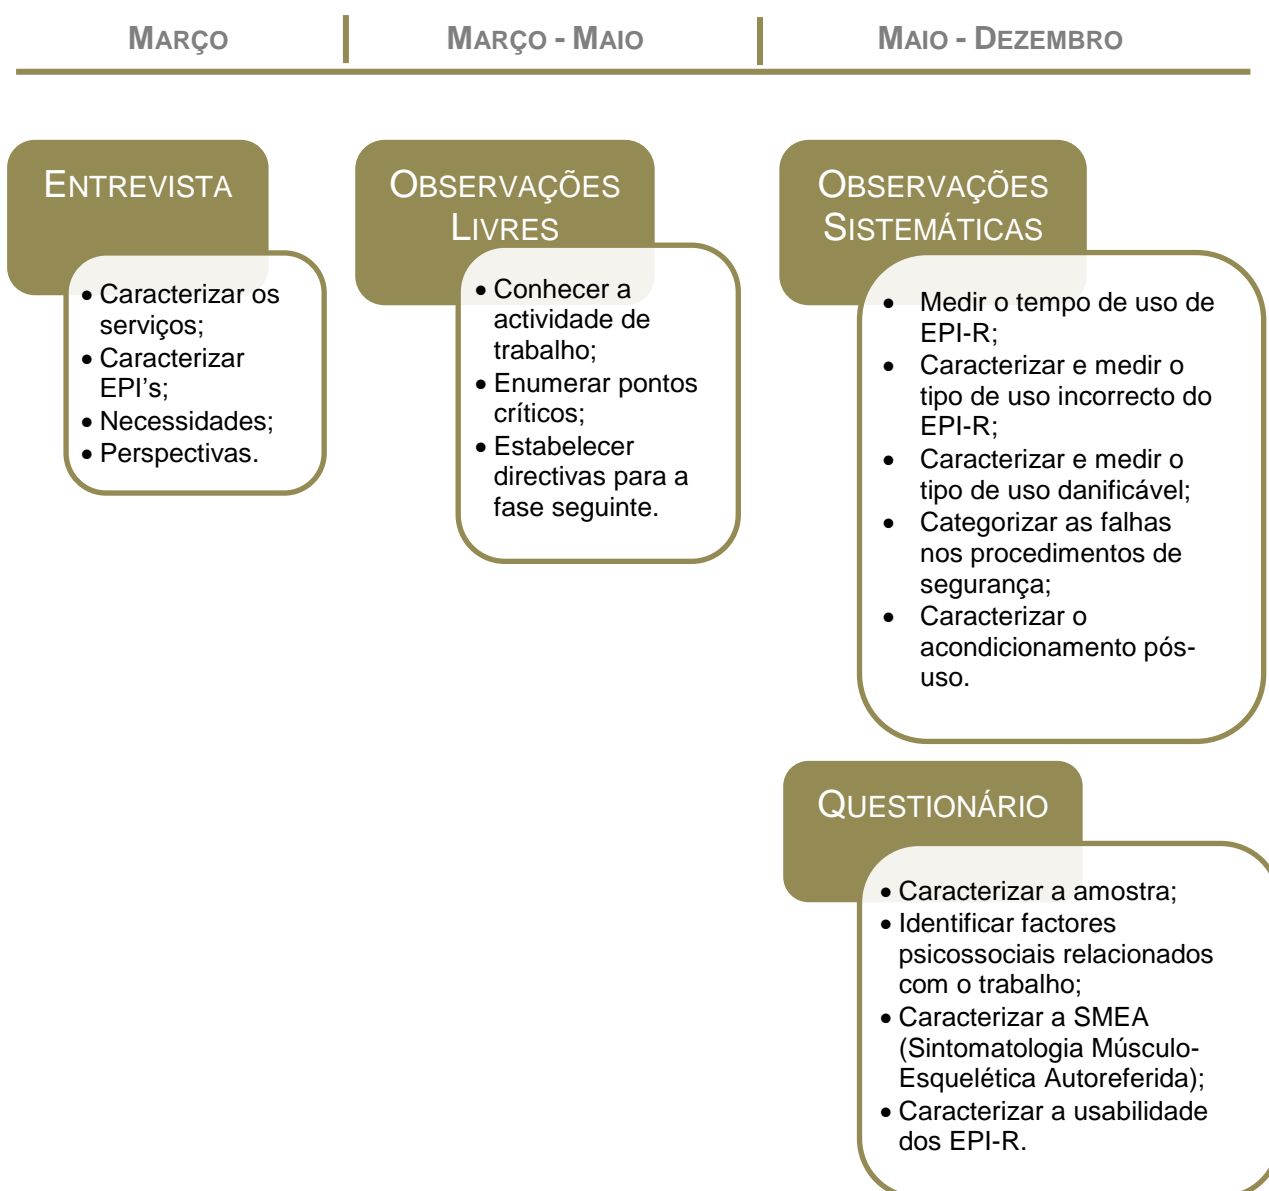 MARÇO
MARÇO - MAIO
MAIO - DEZEMBRO
ENTREVISTA
• Caracterizar os
serviços;
• Caracterizar
EPI's;
• Necessidades;
• Perspectivas.
OBSERVAÇÕES
LIVRES
• Conhecer a
actividade de
trabalho;
• Enumerar pontos
críticos;
• Estabelecer
directivas para a
fase seguinte.
OBSERVAÇÕES
SISTEMÁTICAS
• Medir o tempo de uso de
EPI-R;
• Caracterizar e medir o
tipo de uso incorrecto do
EPI-R;
• Caracterizar e medir o
tipo de uso danificável;
• Categorizar as falhas
nos procedimentos de
segurança;
• Caracterizar o
acondicionamento pós-
uso.
QUESTIONÁRIO
• Caracterizar a amostra;
• Identificar factores
psicossociais relacionados
com o trabalho;
• Caracterizar a SMEA
(Sintomatologia Músculo-
Esquelética Autoreferida);
• Caracterizar a usabilidade
dos EPI-R.